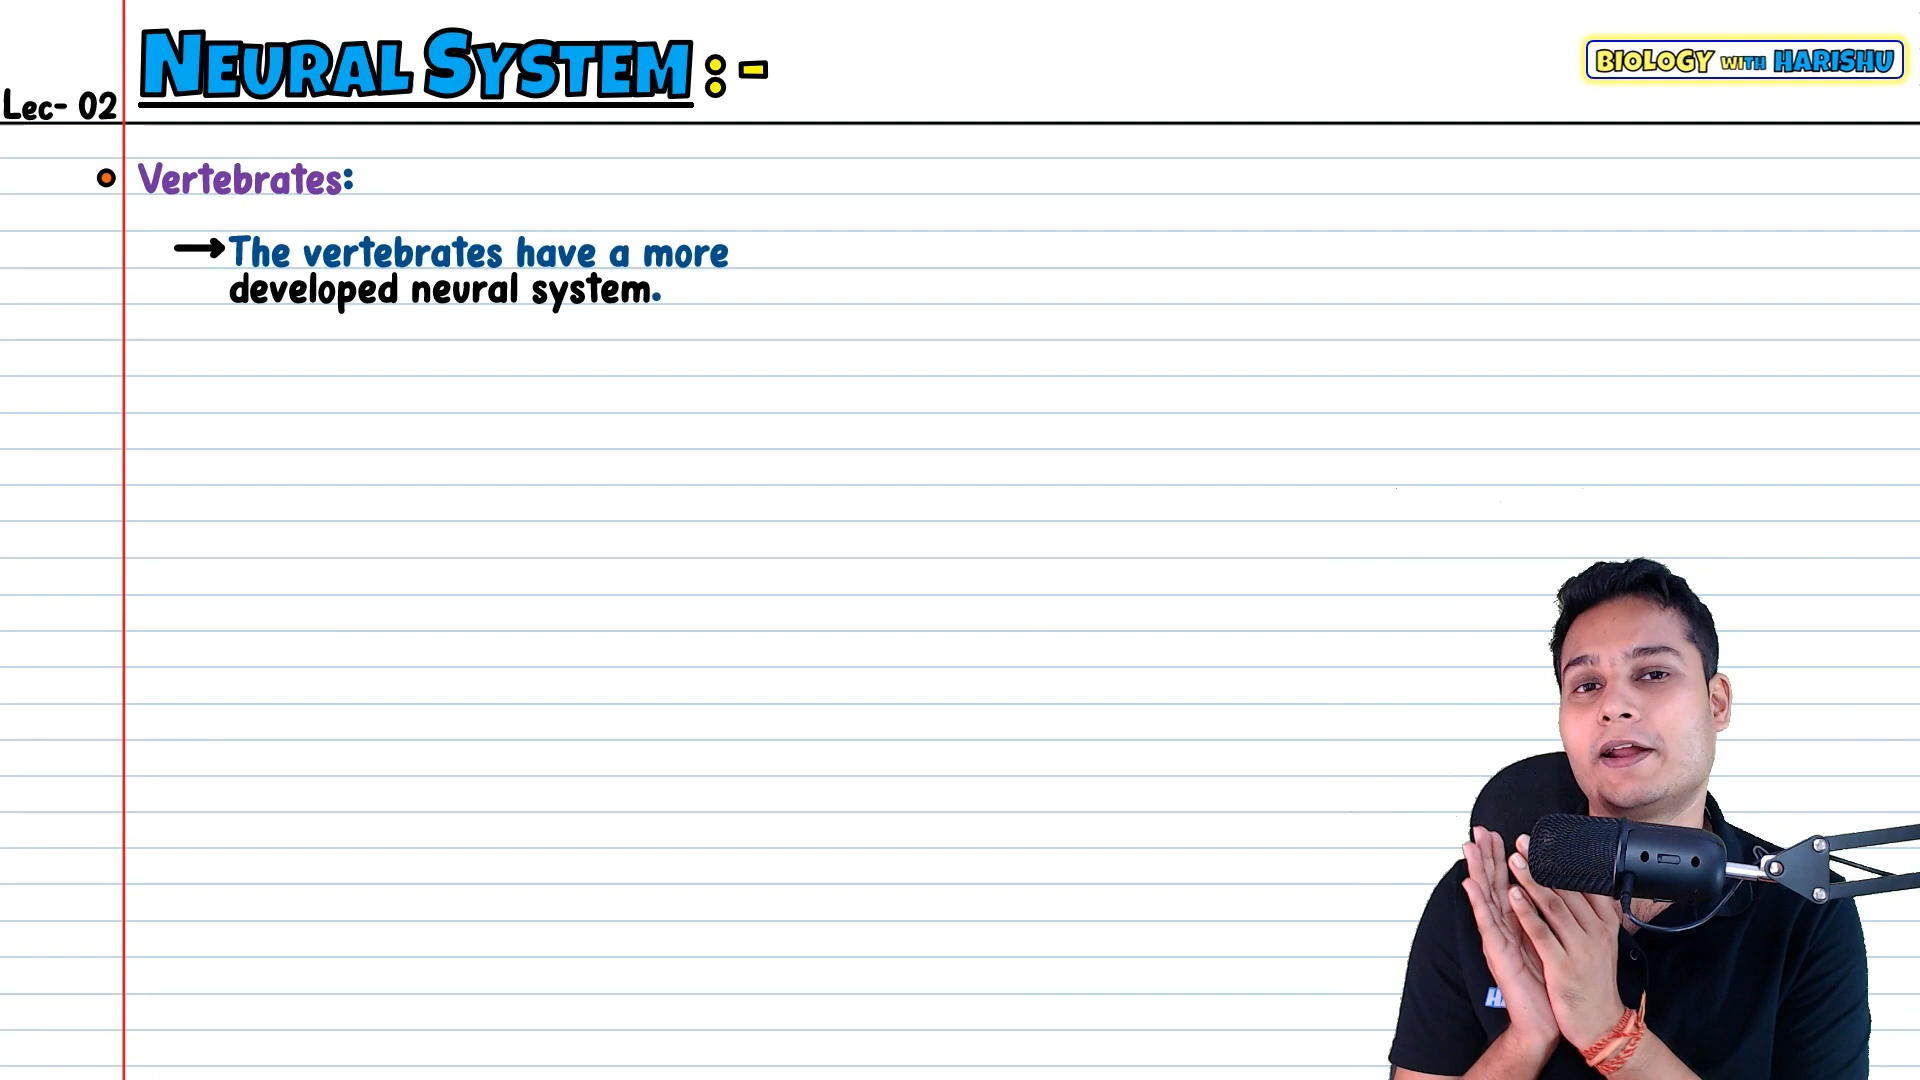 NEURAL SYSTEM :-
BIOLOGY WITH HARISHU
Lec- 02
Vertebrates:
The vertebrates have a more
developed neural system.